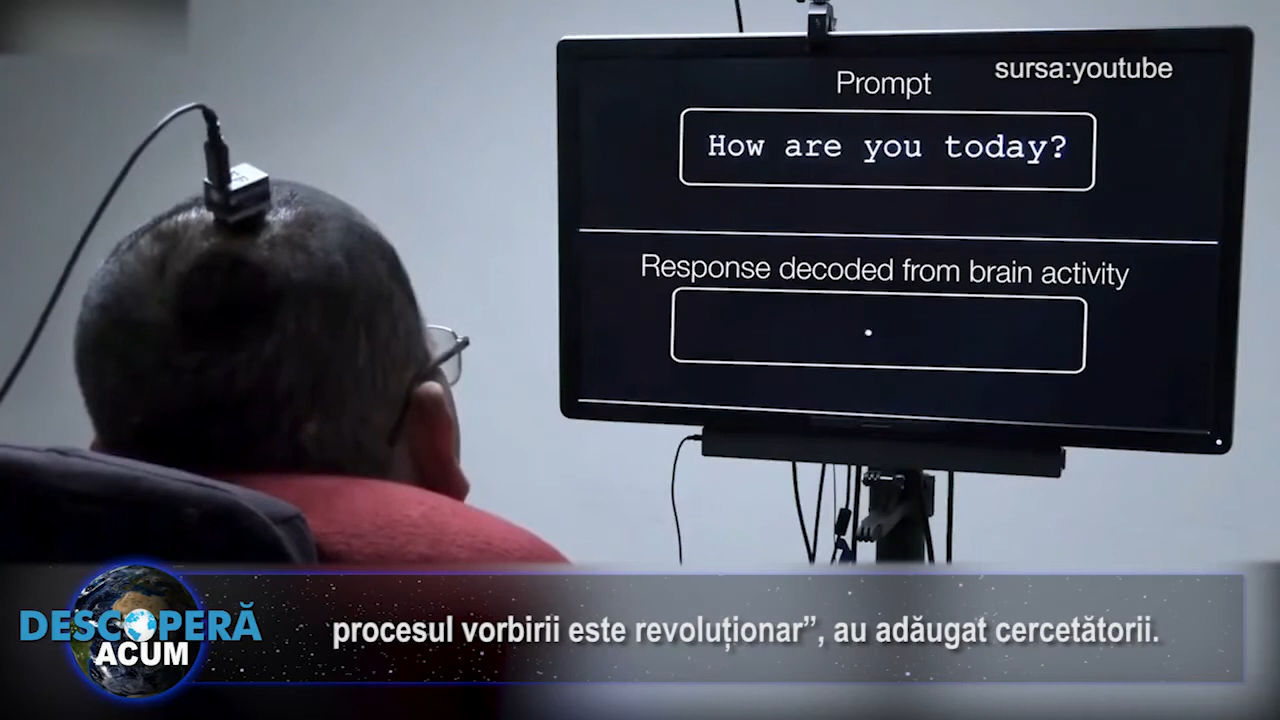 sursa:youtube
Prompt
How are you today?
Response decoded from brain activity
DESCOPERĂ
ACUM
procesul vorbirii este revoluționar”, au adăugat cercetătorii.